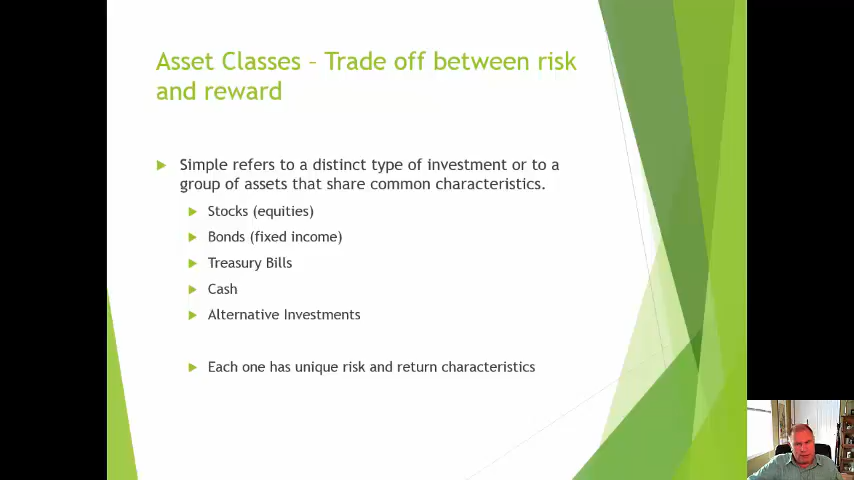 Asset Classes – Trade off between risk
and reward
Simple refers to a distinct type of investment or to a
group of assets that share common characteristics.
Stocks (equities)
Bonds (fixed income)
Treasury Bills
Cash
Alternative Investments
Each one has unique risk and return characteristics